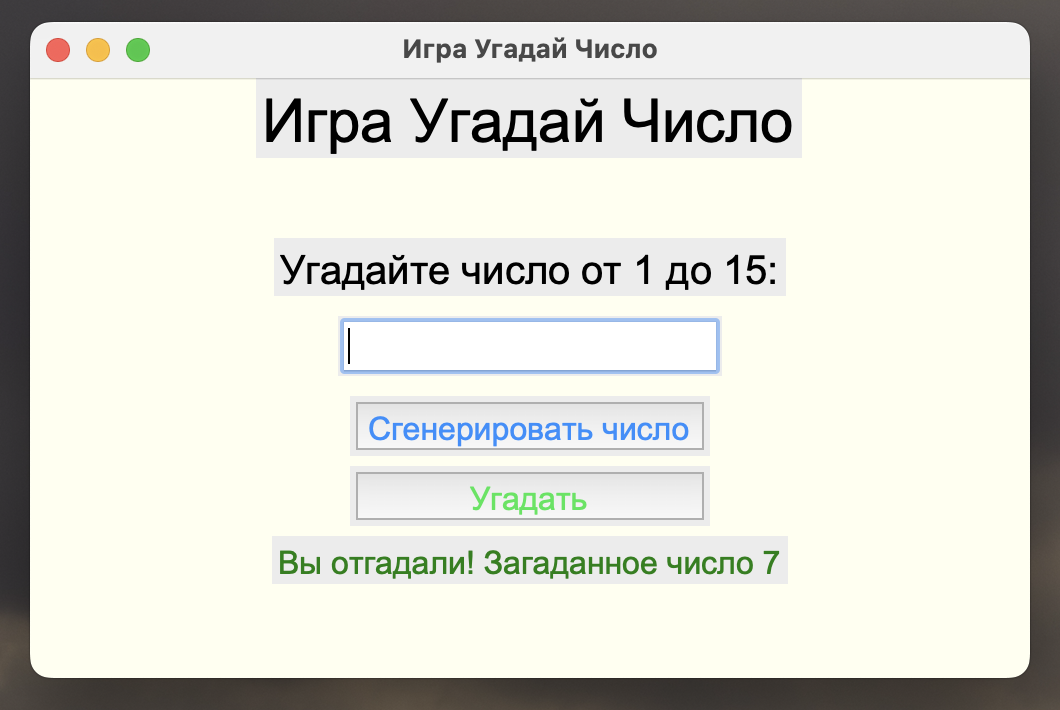 Игра Угадай Число
Игра Угадай Число
Угадайте число от 1 до 15:
Сгенерировать число
Угадать
Вы отгадали! Загаданное число 7